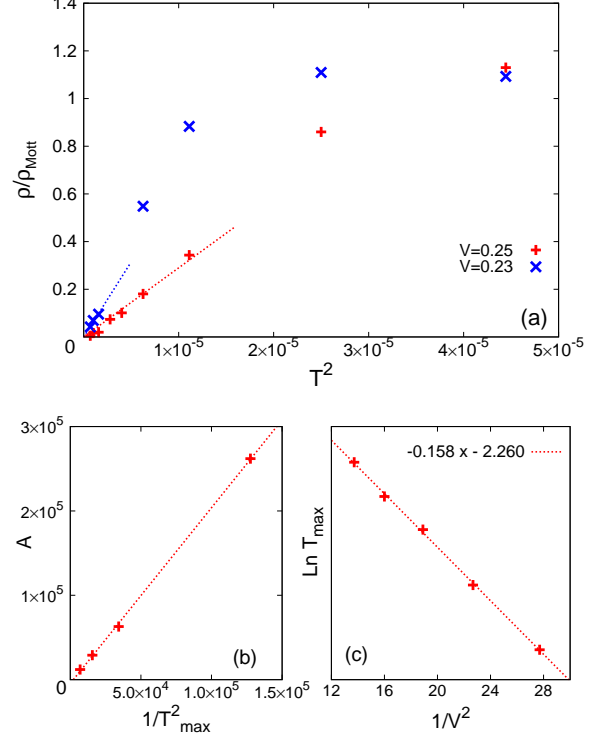 1.4
1.2
1
0.8
0.6
0.4
0.2
0
ρ/ρMott
V=0.25
V=0.23
(a)
1×10⁻⁵
2×10⁻⁵
3×10⁻⁵
4×10⁻⁵
5×10⁻⁵
T²
3×10⁵
2×10⁵
1×10⁵
0
A
(b)
5.0×10⁴
1.0×10⁵
1.5×10⁵
1/T²max
Ln Tmax
-0.158 x - 2.260
(c)
12
16
20
24
28
1/V²